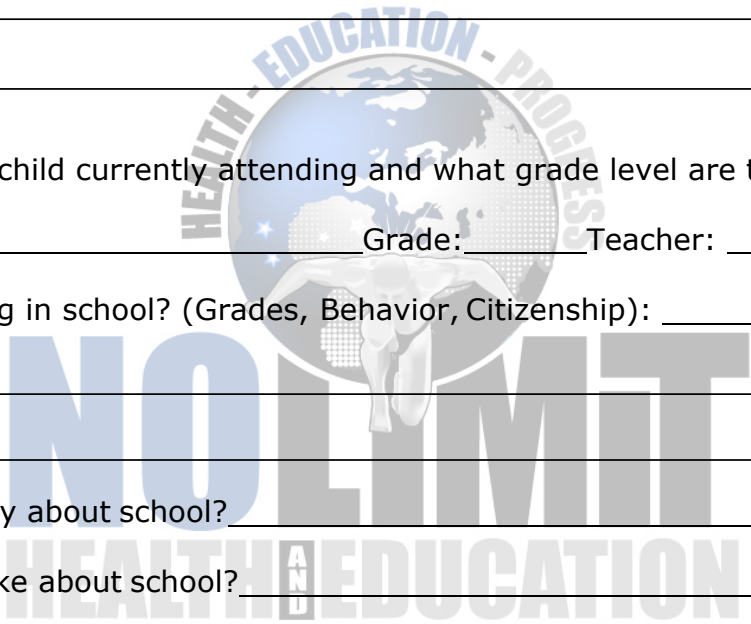 HEALTH - EDUCATION - PROGRESS
child currently attending and what grade level are t
Grade: Teacher:
g in school? (Grades, Behavior, Citizenship):
NO LIMIT
y about school?
HEALTH AND EDUCATION
ke about school?